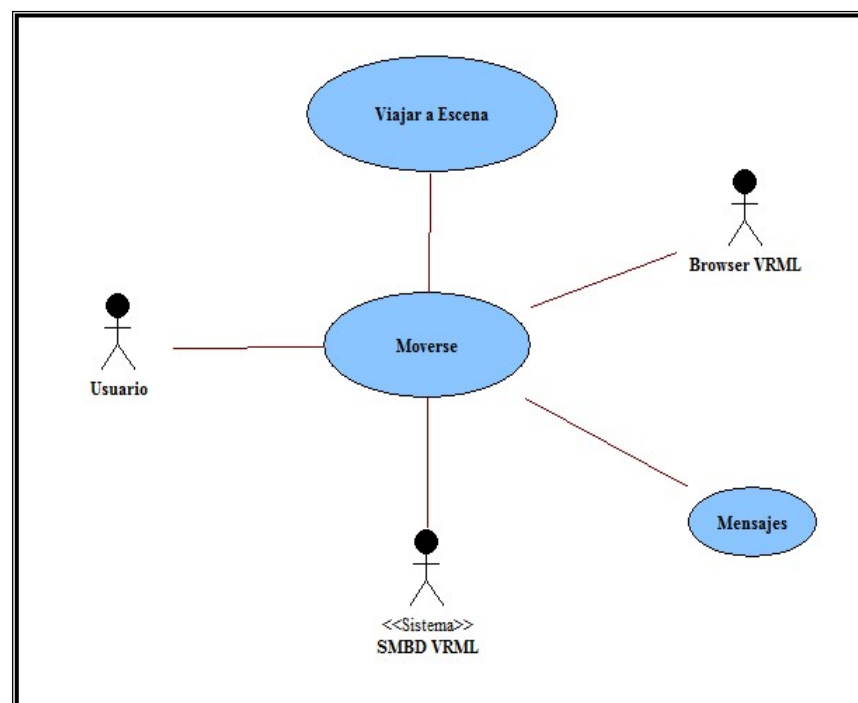 Viajar a Escena
Browser VRML
Moverse
Usuario
Mensajes
<<Sistema>>
SMBD VRML